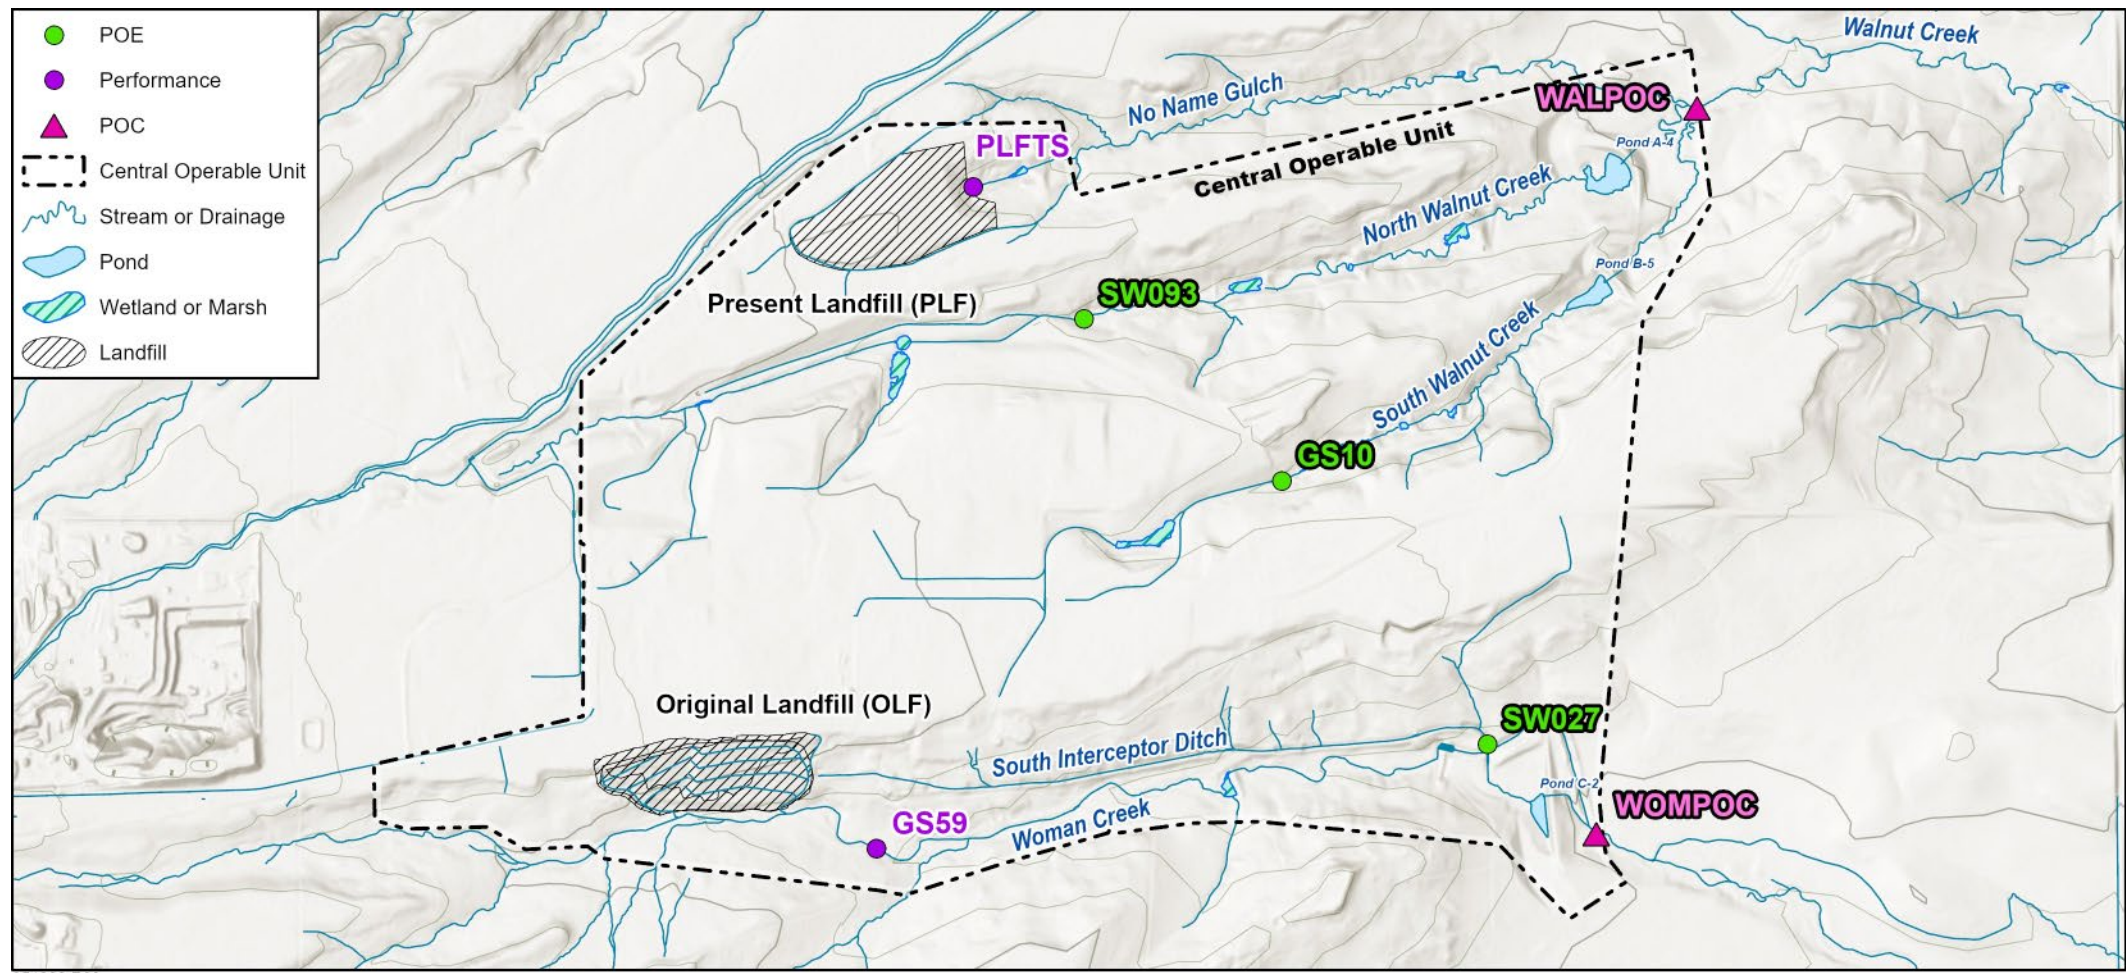 POE
Performance
POC
Central Operable Unit
Stream or Drainage
Pond
Wetland or Marsh
Landfill
Walnut Creek
No Name Gulch
WALPOC
Central Operable Unit
Pond A-4
PLFTS
North Walnut Creek
Pond B-5
SW093
Present Landfill (PLF)
South Walnut Creek
GS10
Original Landfill (OLF)
SW027
South Interceptor Ditch
Pond C-2
WOMPOC
GS59
Woman Creek